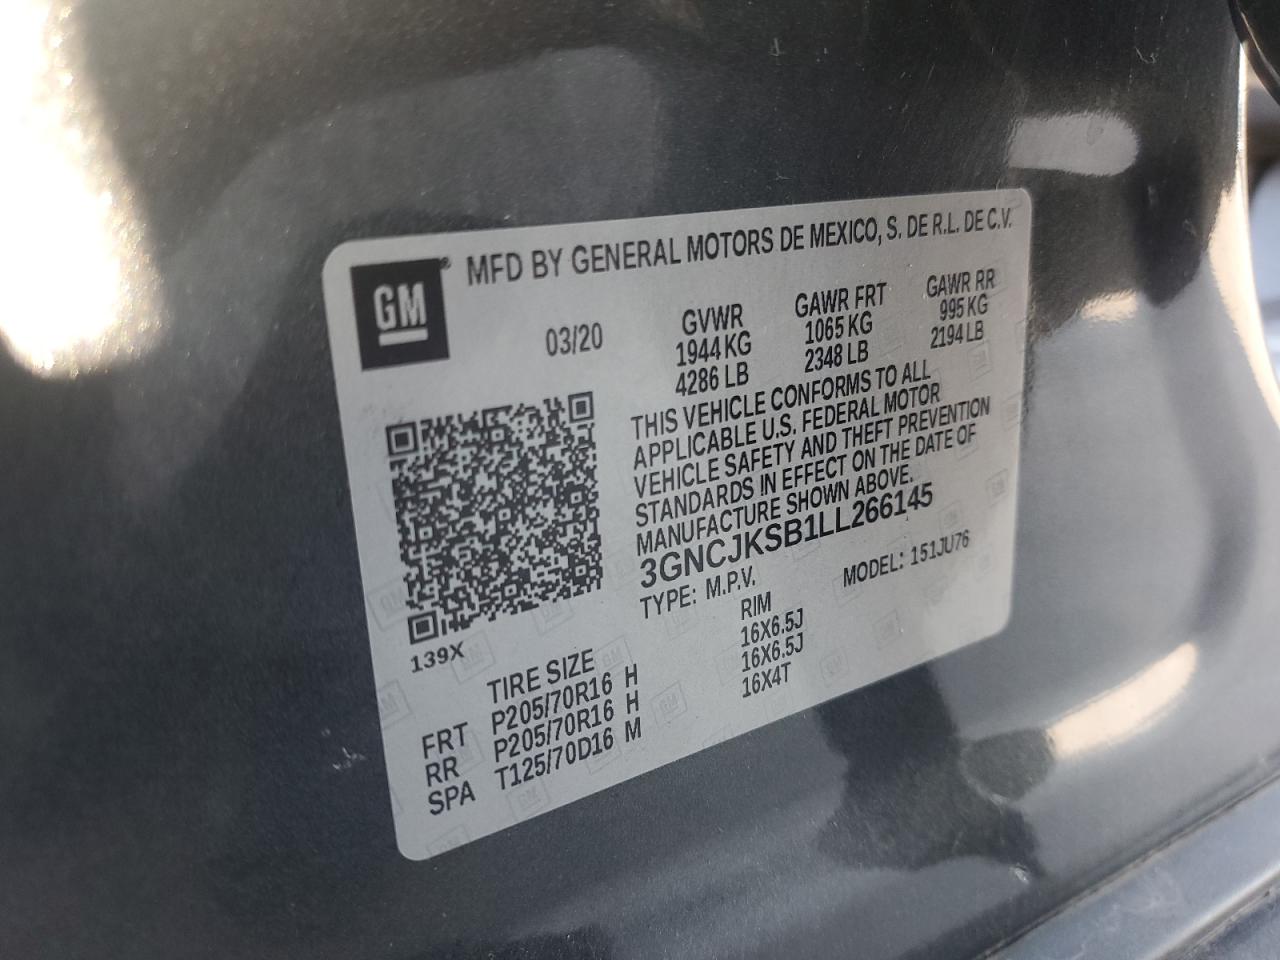 GM ®
MFD BY GENERAL MOTORS DE MEXICO, S. DE R.L. DE C.V.
03/20
GVWR GAWR FRT GAWR RR
1944 KG 1065 KG 995 KG
4286 LB 2348 LB 2194 LB
THIS VEHICLE CONFORMS TO ALL
APPLICABLE U.S. FEDERAL MOTOR
VEHICLE SAFETY AND THEFT PREVENTION
STANDARDS IN EFFECT ON THE DATE OF
MANUFACTURE SHOWN ABOVE.
3GNCJKSB1LL266145
TYPE: M.P.V. MODEL: 151JU76
139X
TIRE SIZE RIM
FRT P205/70R16 H 16X6.5J
RR P205/70R16 H 16X6.5J
SPA T125/70D16 M 16X4T